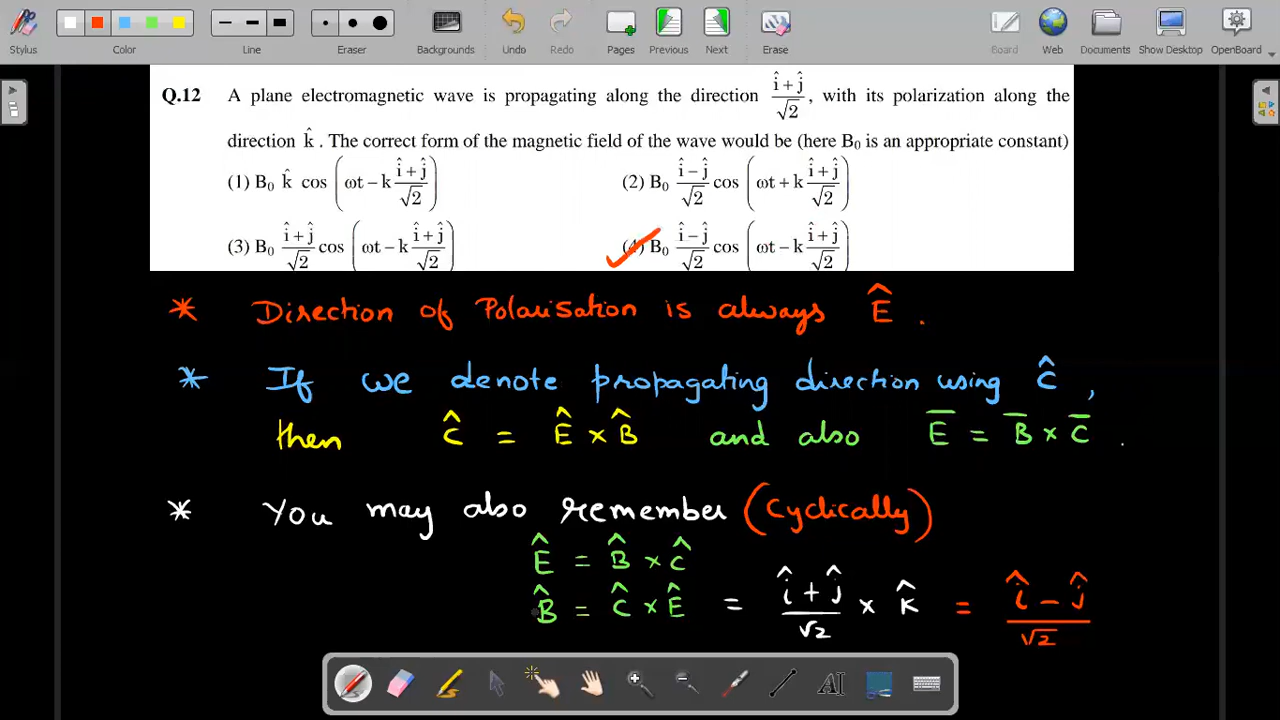 Stylus Color Line Eraser Backgrounds Undo Redo Pages Previous Next Erase Board Web Documents Show Desktop OpenBoard
Q.12 A plane electromagnetic wave is propagating along the direction (î + ĵ)/√2, with its polarization along the
direction k̂. The correct form of the magnetic field of the wave would be (here B₀ is an appropriate constant)
(1) B₀ k̂ cos (ωt − k (î + ĵ)/√2) (2) B₀ (î − ĵ)/√2 cos (ωt + k (î + ĵ)/√2)
(3) B₀ (î + ĵ)/√2 cos (ωt − k (î + ĵ)/√2) (4) B₀ (î − ĵ)/√2 cos (ωt − k (î + ĵ)/√2)
* Direction of Polarisation is always Ê .
* If we denote propagating direction using Ĉ ,
then Ĉ = Ê × B̂ and also E̅ = B̅ × C̅ .
* You may also remember (Cyclically)
Ê = B̂ × Ĉ
B̂ = Ĉ × Ê = (î + ĵ)/√2 × k̂ = (î − ĵ)/√2